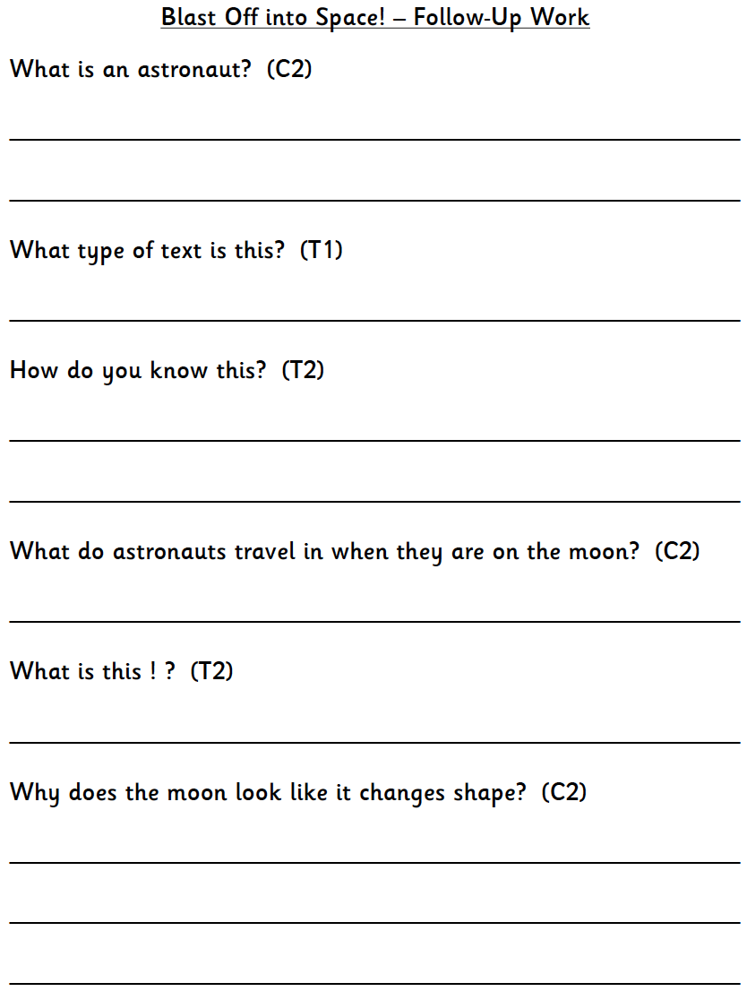 Blast Off into Space! – Follow-Up Work
What is an astronaut? (C2)
What type of text is this? (T1)
How do you know this? (T2)
What do astronauts travel in when they are on the moon? (C2)
What is this ! ? (T2)
Why does the moon look like it changes shape? (C2)